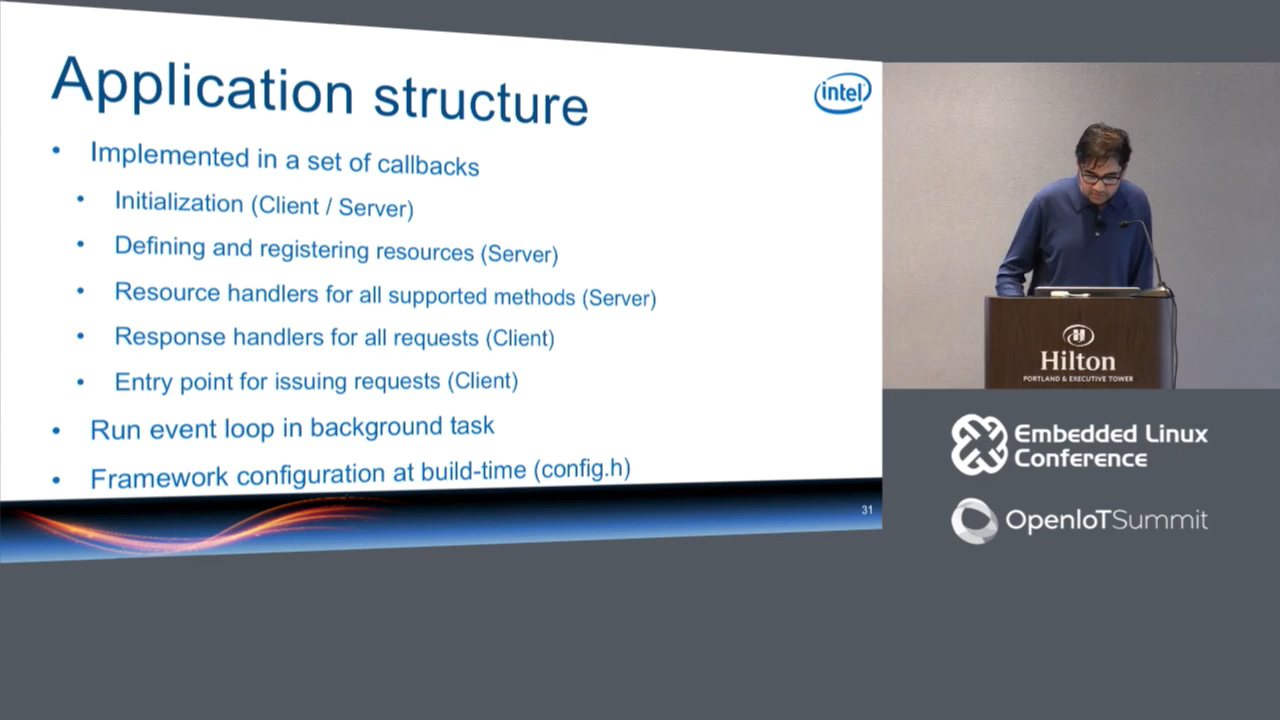 Application structure
intel
• Implemented in a set of callbacks
• Initialization (Client / Server)
• Defining and registering resources (Server)
• Resource handlers for all supported methods (Server)
• Response handlers for all requests (Client)
• Entry point for issuing requests (Client)
• Run event loop in background task
• Framework configuration at build-time (config.h)
31
Hilton
PORTLAND & EXECUTIVE TOWER
Embedded Linux
Conference
OpenIoTSummit